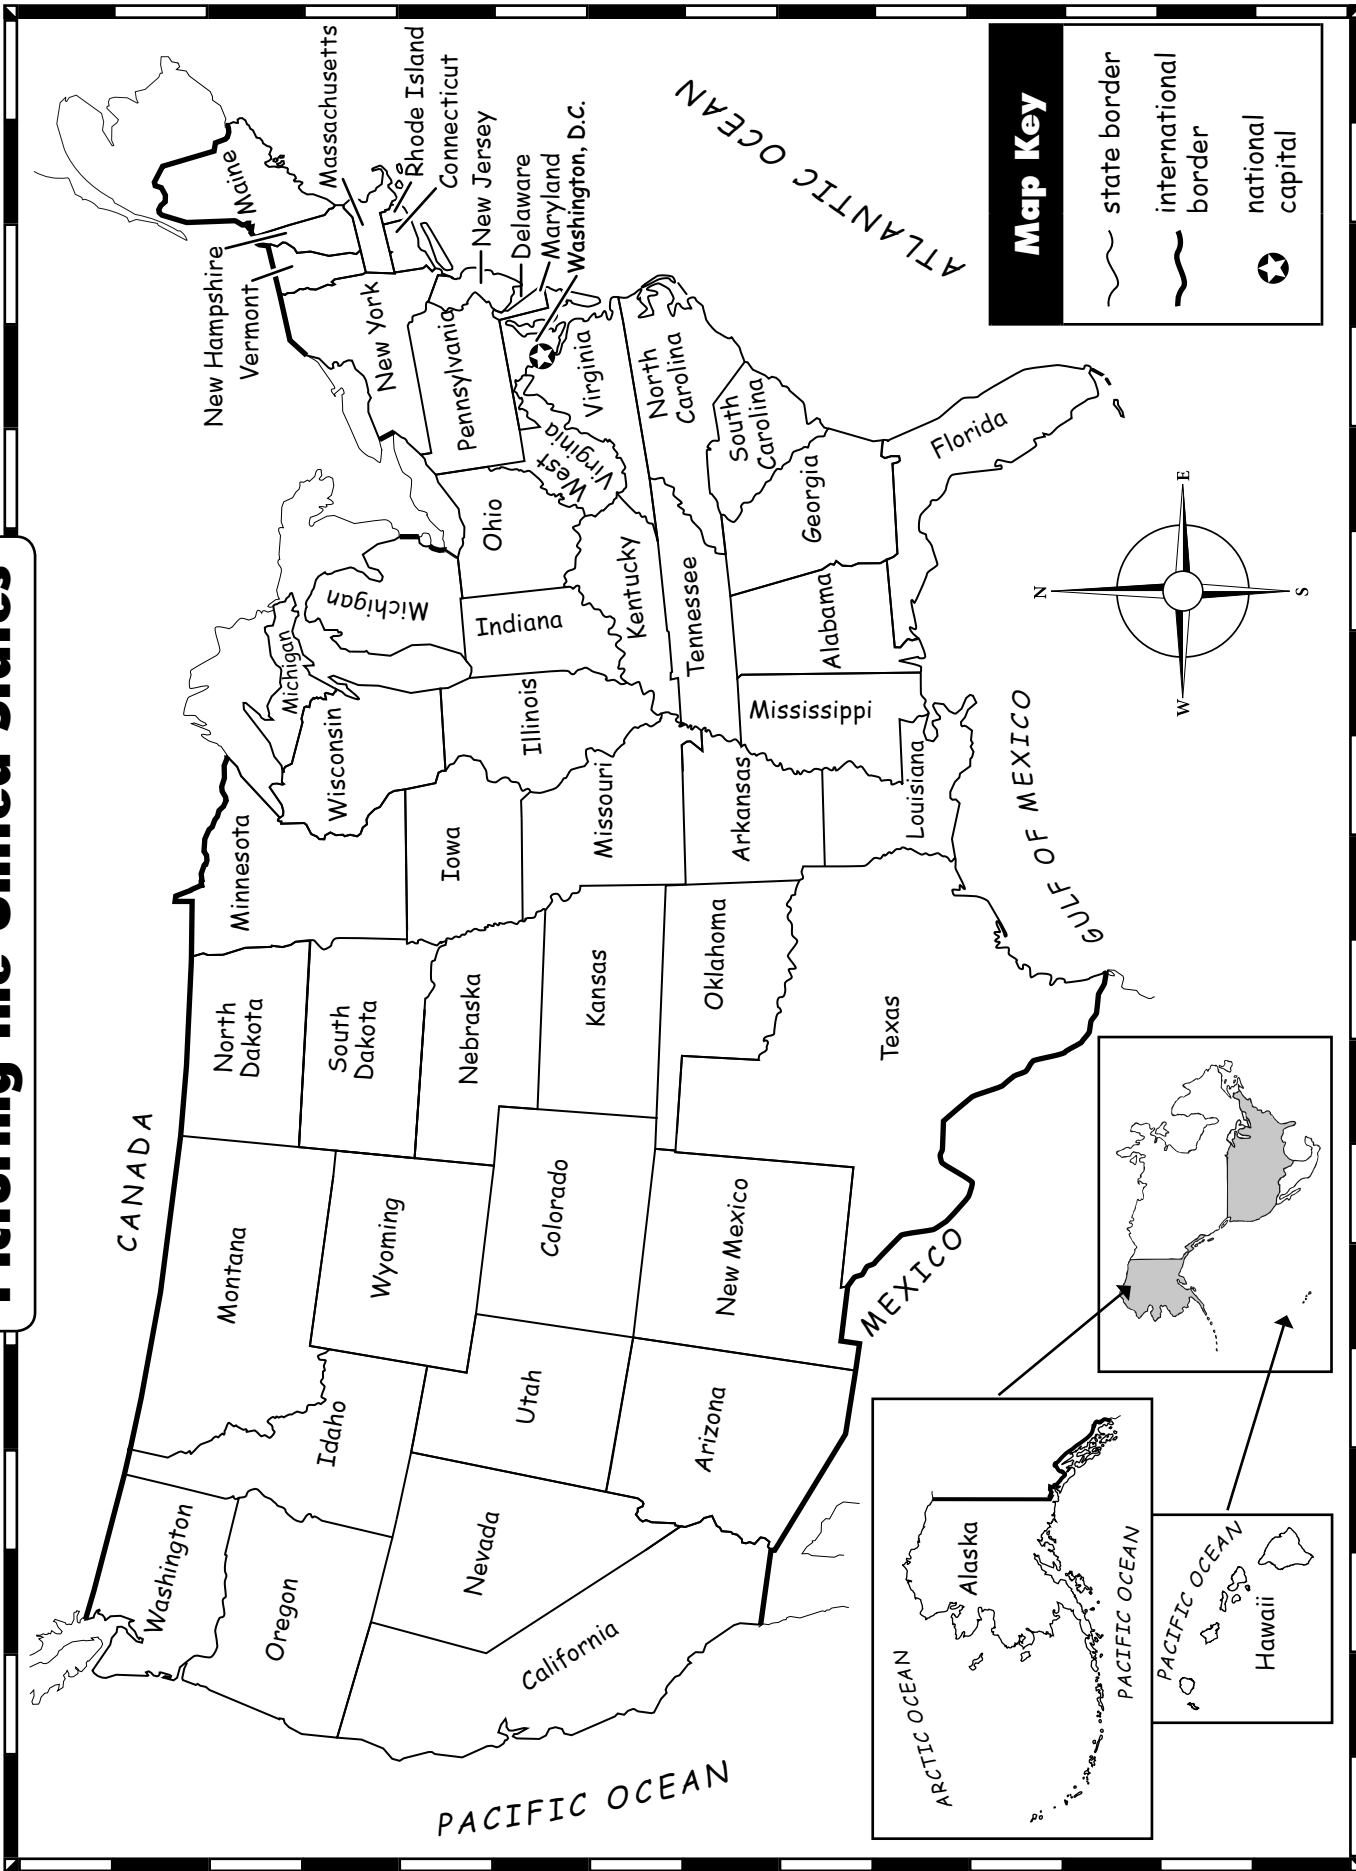 CANADA
Washington
Oregon
California
Nevada
Idaho
Montana
Wyoming
Utah
Arizona
Colorado
New Mexico
North
Dakota
South
Dakota
Nebraska
Kansas
Oklahoma
Texas
Minnesota
Iowa
Missouri
Arkansas
Louisiana
Wisconsin
Illinois
Michigan
Michigan
Indiana
Ohio
Kentucky
Tennessee
Mississippi
Alabama
Georgia
Florida
South
Carolina
North
Carolina
Virginia
West
Virginia
Pennsylvania
New York
Vermont
New Hampshire
Maine
Massachusetts
Rhode Island
Connecticut
New Jersey
Delaware
Maryland
Washington, D.C.
PACIFIC OCEAN
ATLANTIC OCEAN
GULF OF MEXICO
MEXICO
ARCTIC OCEAN
Alaska
PACIFIC OCEAN
PACIFIC OCEAN
Hawaii
N
W
E
S
Map Key
state border
international
border
national
capital